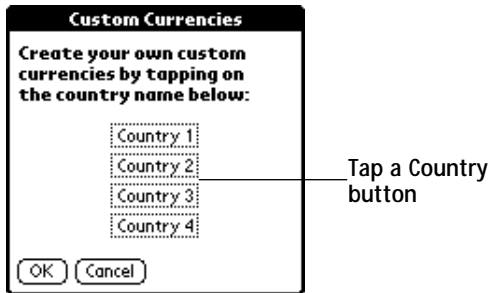 Custom Currencies
Create your own custom
currencies by tapping on
the country name below:
Country 1
Country 2
Country 3
Country 4
Tap a Country
button
OK Cancel